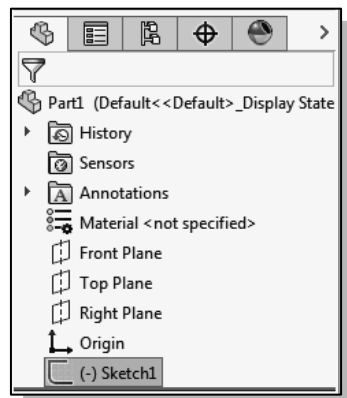 Part1 (Default<<Default>_Display State
History
Sensors
A Annotations
Material <not specified>
Front Plane
Top Plane
Right Plane
Origin
(-) Sketch1